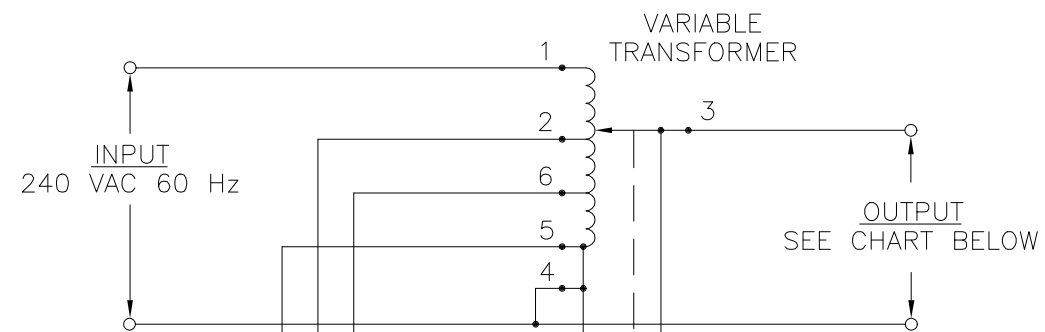 VARIABLE
TRANSFORMER
1
3
2
INPUT
240 VAC 60 Hz
6
OUTPUT
SEE CHART BELOW
5
4